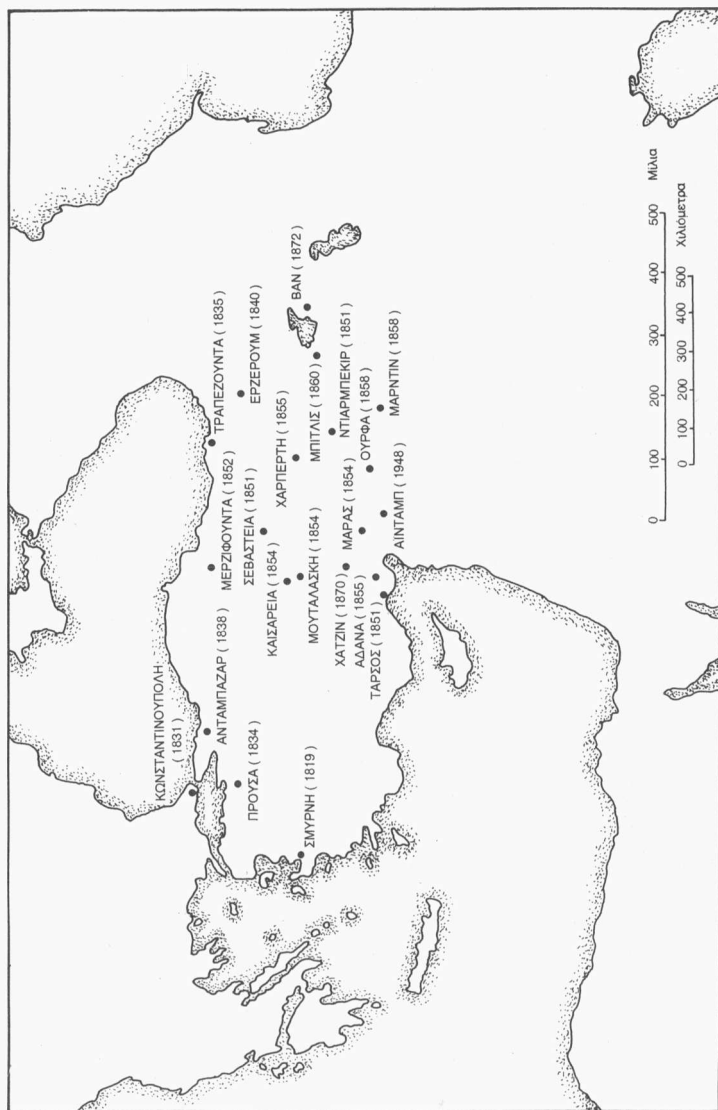 ΚΩΝΣΤΑΝΤΙΝΟΥΠΟΛΗ
(1831)
ΑΝΤΑΜΠΑΖΑΡ (1838)
ΠΡΟΥΣΑ (1834)
ΣΜΥΡΝΗ (1819)
ΜΕΡΖΙΦΟΥΝΤΑ (1852)
ΤΡΑΠΕΖΟΥΝΤΑ (1835)
ΣΕΒΑΣΤΕΙΑ (1851)
ΕΡΖΕΡΟΥΜ (1840)
ΚΑΙΣΑΡΕΙΑ (1854)
ΧΑΡΠΕΡΤΗ (1855)
ΒΑΝ (1872)
ΜΟΥΤΑΛΑΣΚΗ (1854)
ΜΠΙΤΛΙΣ (1860)
ΧΑΤΖΙΝ (1870)
ΜΑΡΑΣ (1854)
ΝΤΙΑΡΜΠΕΚΙΡ (1851)
ΑΔΑΝΑ (1855)
ΟΥΡΦΑ (1858)
ΤΑΡΣΟΣ (1851)
ΑΙΝΤΑΜΠ (1948)
ΜΑΡΝΤΙΝ (1858)
0 100 200 300 400 500 Μίλια
0 100 200 300 400 500 Χιλιόμετρα